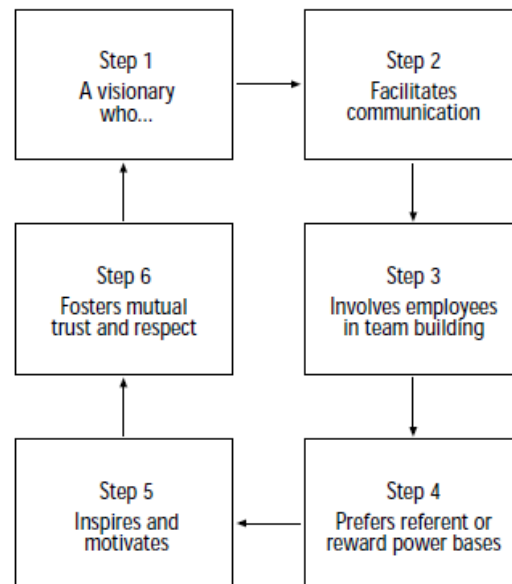 Step 1
A visionary
who...
Step 2
Facilitates
communication
Step 3
Involves employees
in team building
Step 4
Prefers referent or
reward power bases
Step 5
Inspires and
motivates
Step 6
Fosters mutual
trust and respect